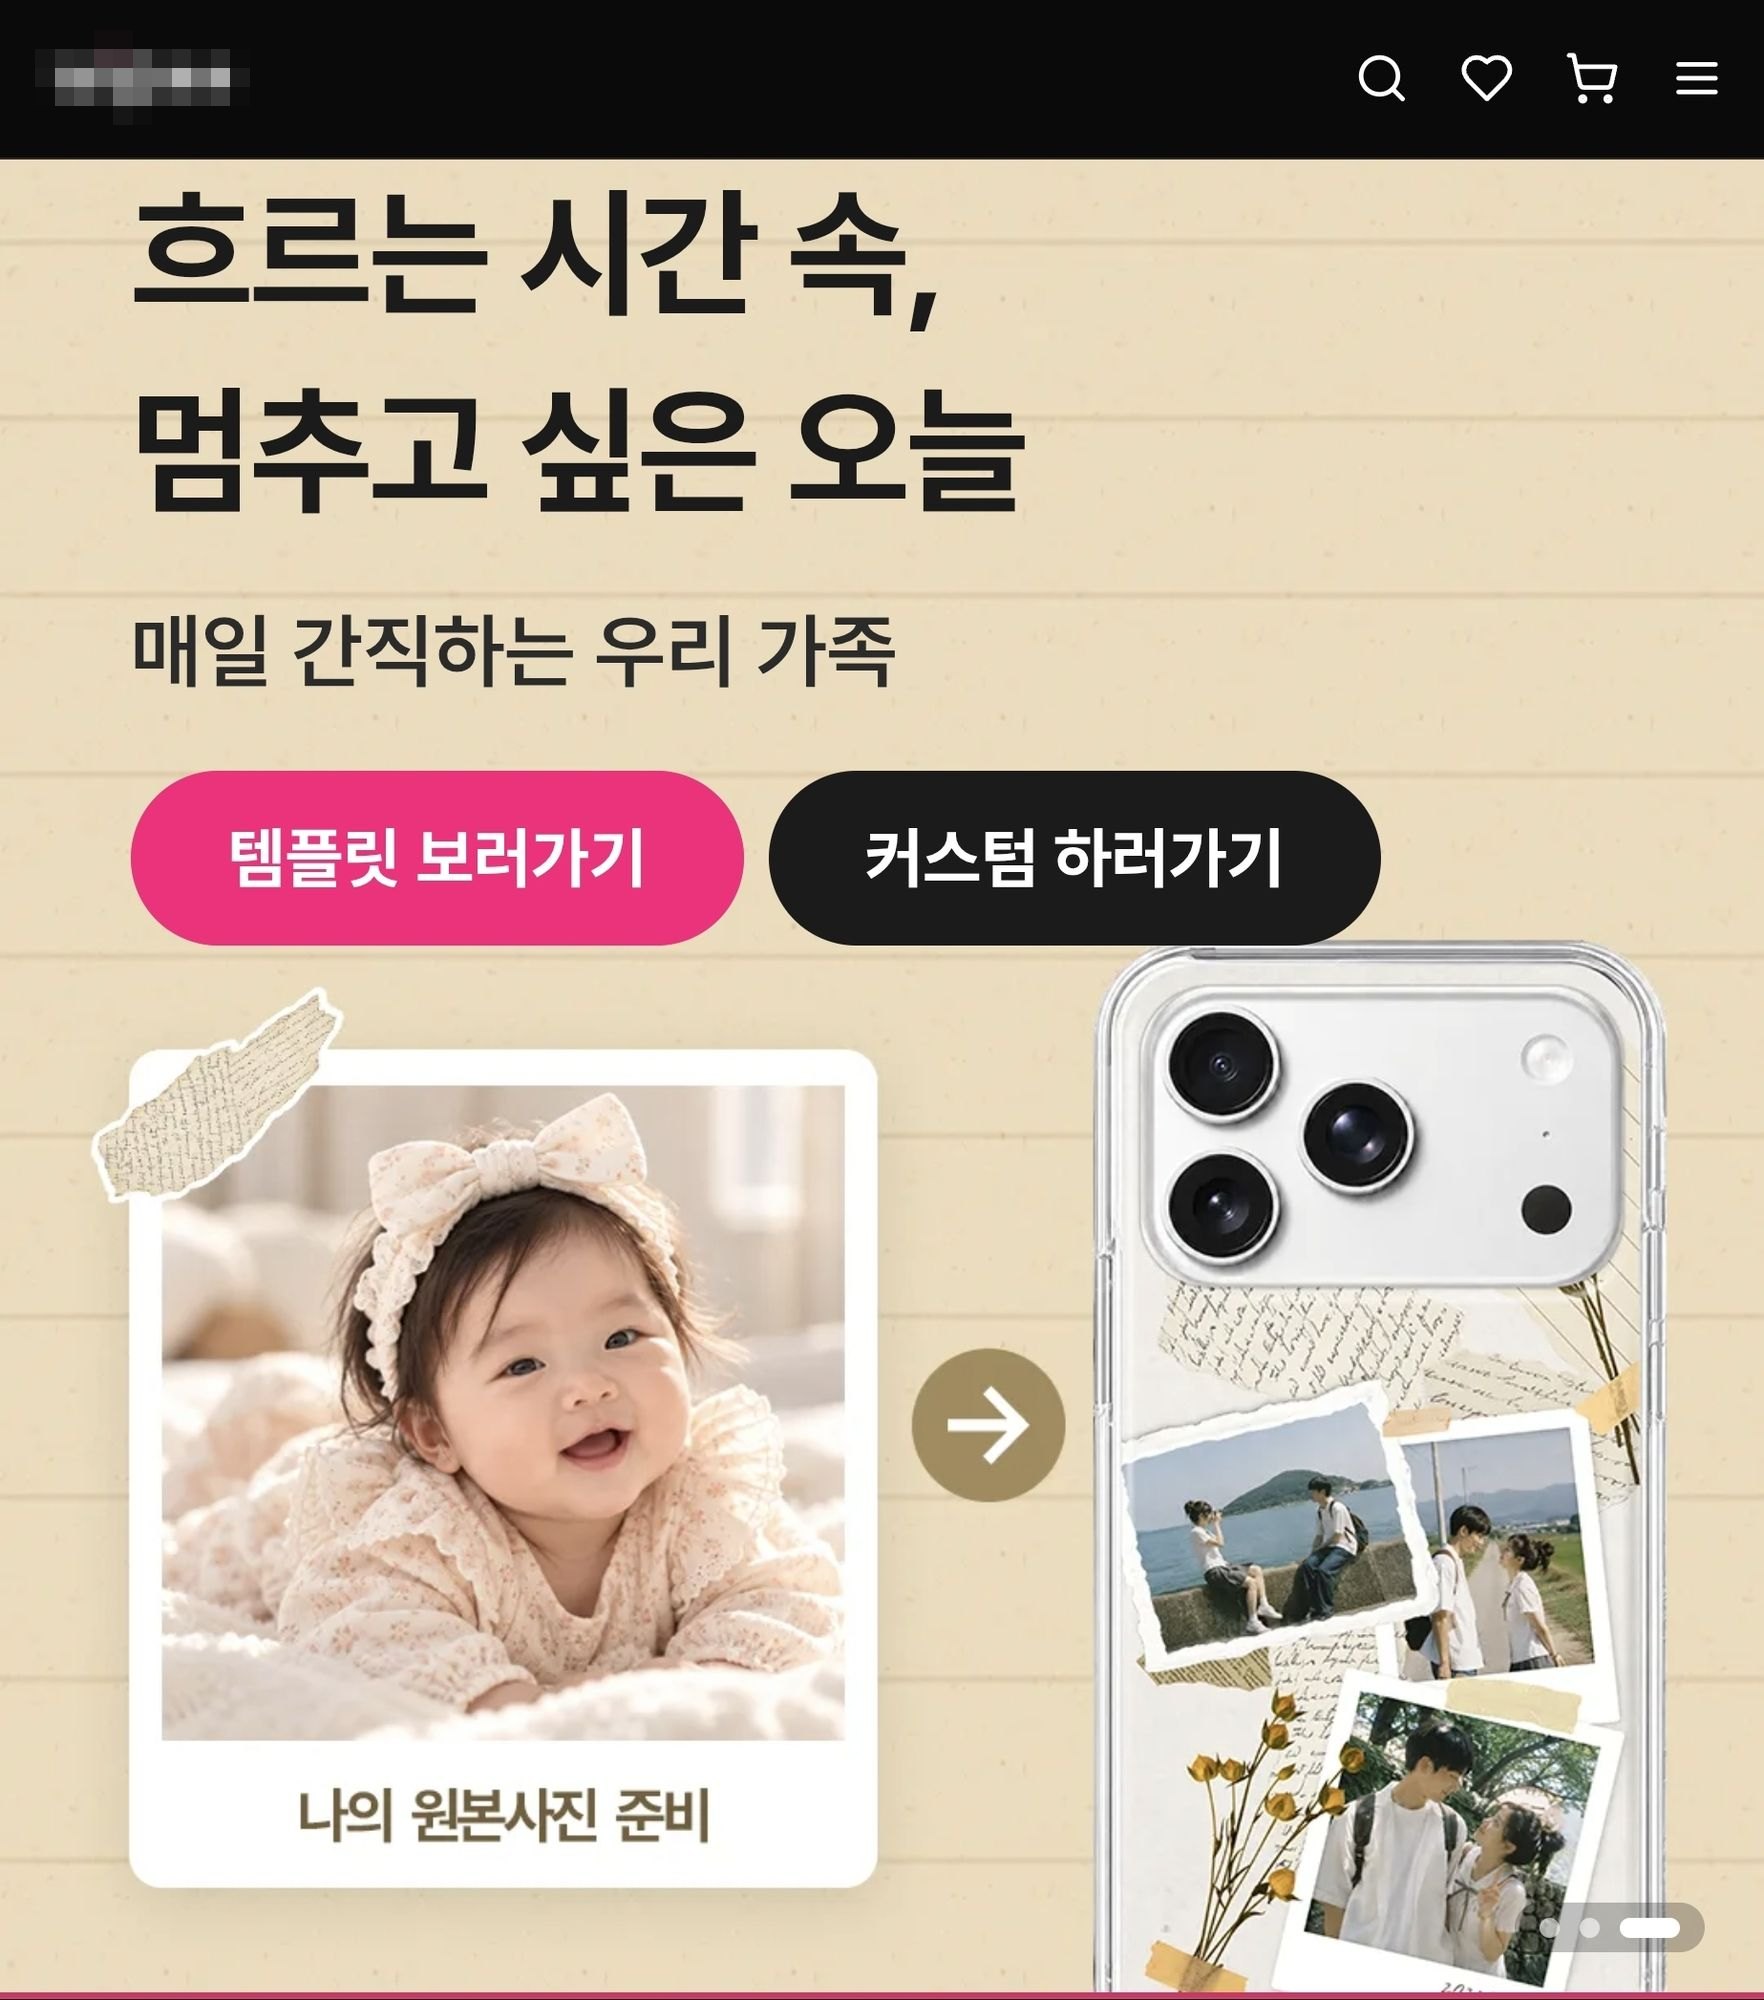 흐르는 시간 속,
멈추고 싶은 오늘
매일 간직하는 우리 가족
템플릿 보러가기
커스텀 하러가기
나의 원본사진 준비